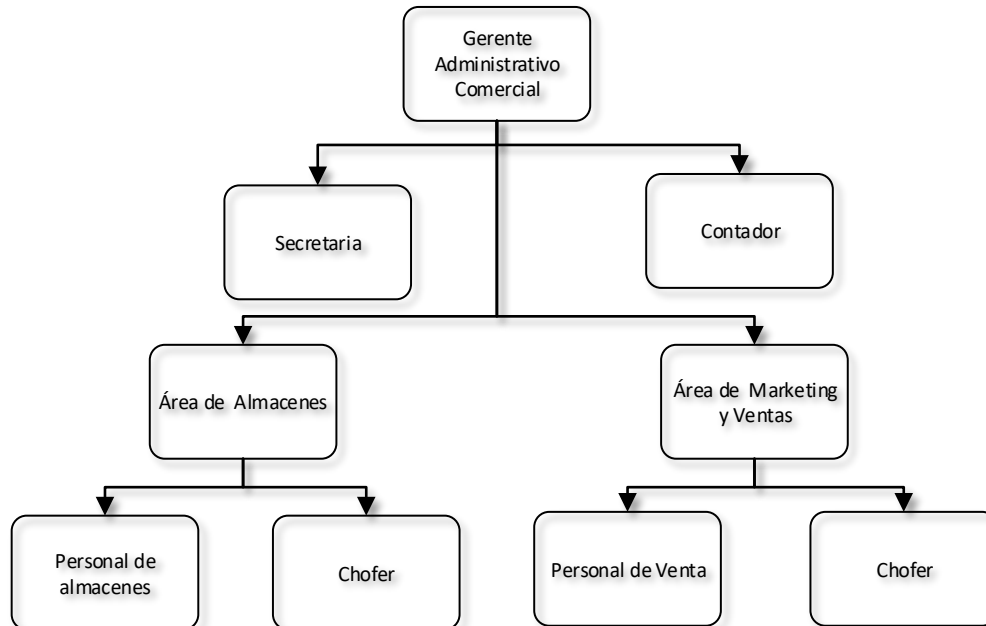 Gerente
Administrativo
Comercial
Secretaria
Contador
Área de Almacenes
Área de Marketing
y Ventas
Personal de
almacenes
Chofer
Personal de Venta
Chofer